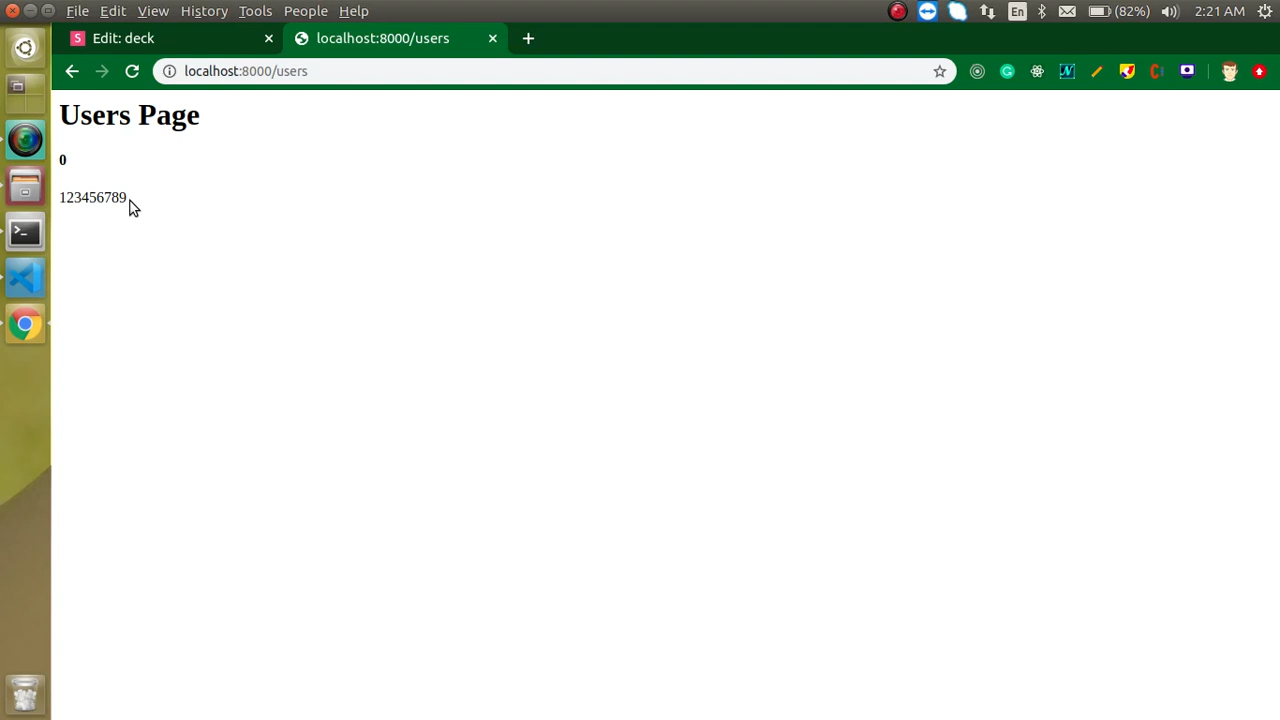 File Edit View History Tools People Help
En
(82%)
2:21 AM
S Edit: deck
localhost:8000/users
localhost:8000/users
Users Page
0
123456789